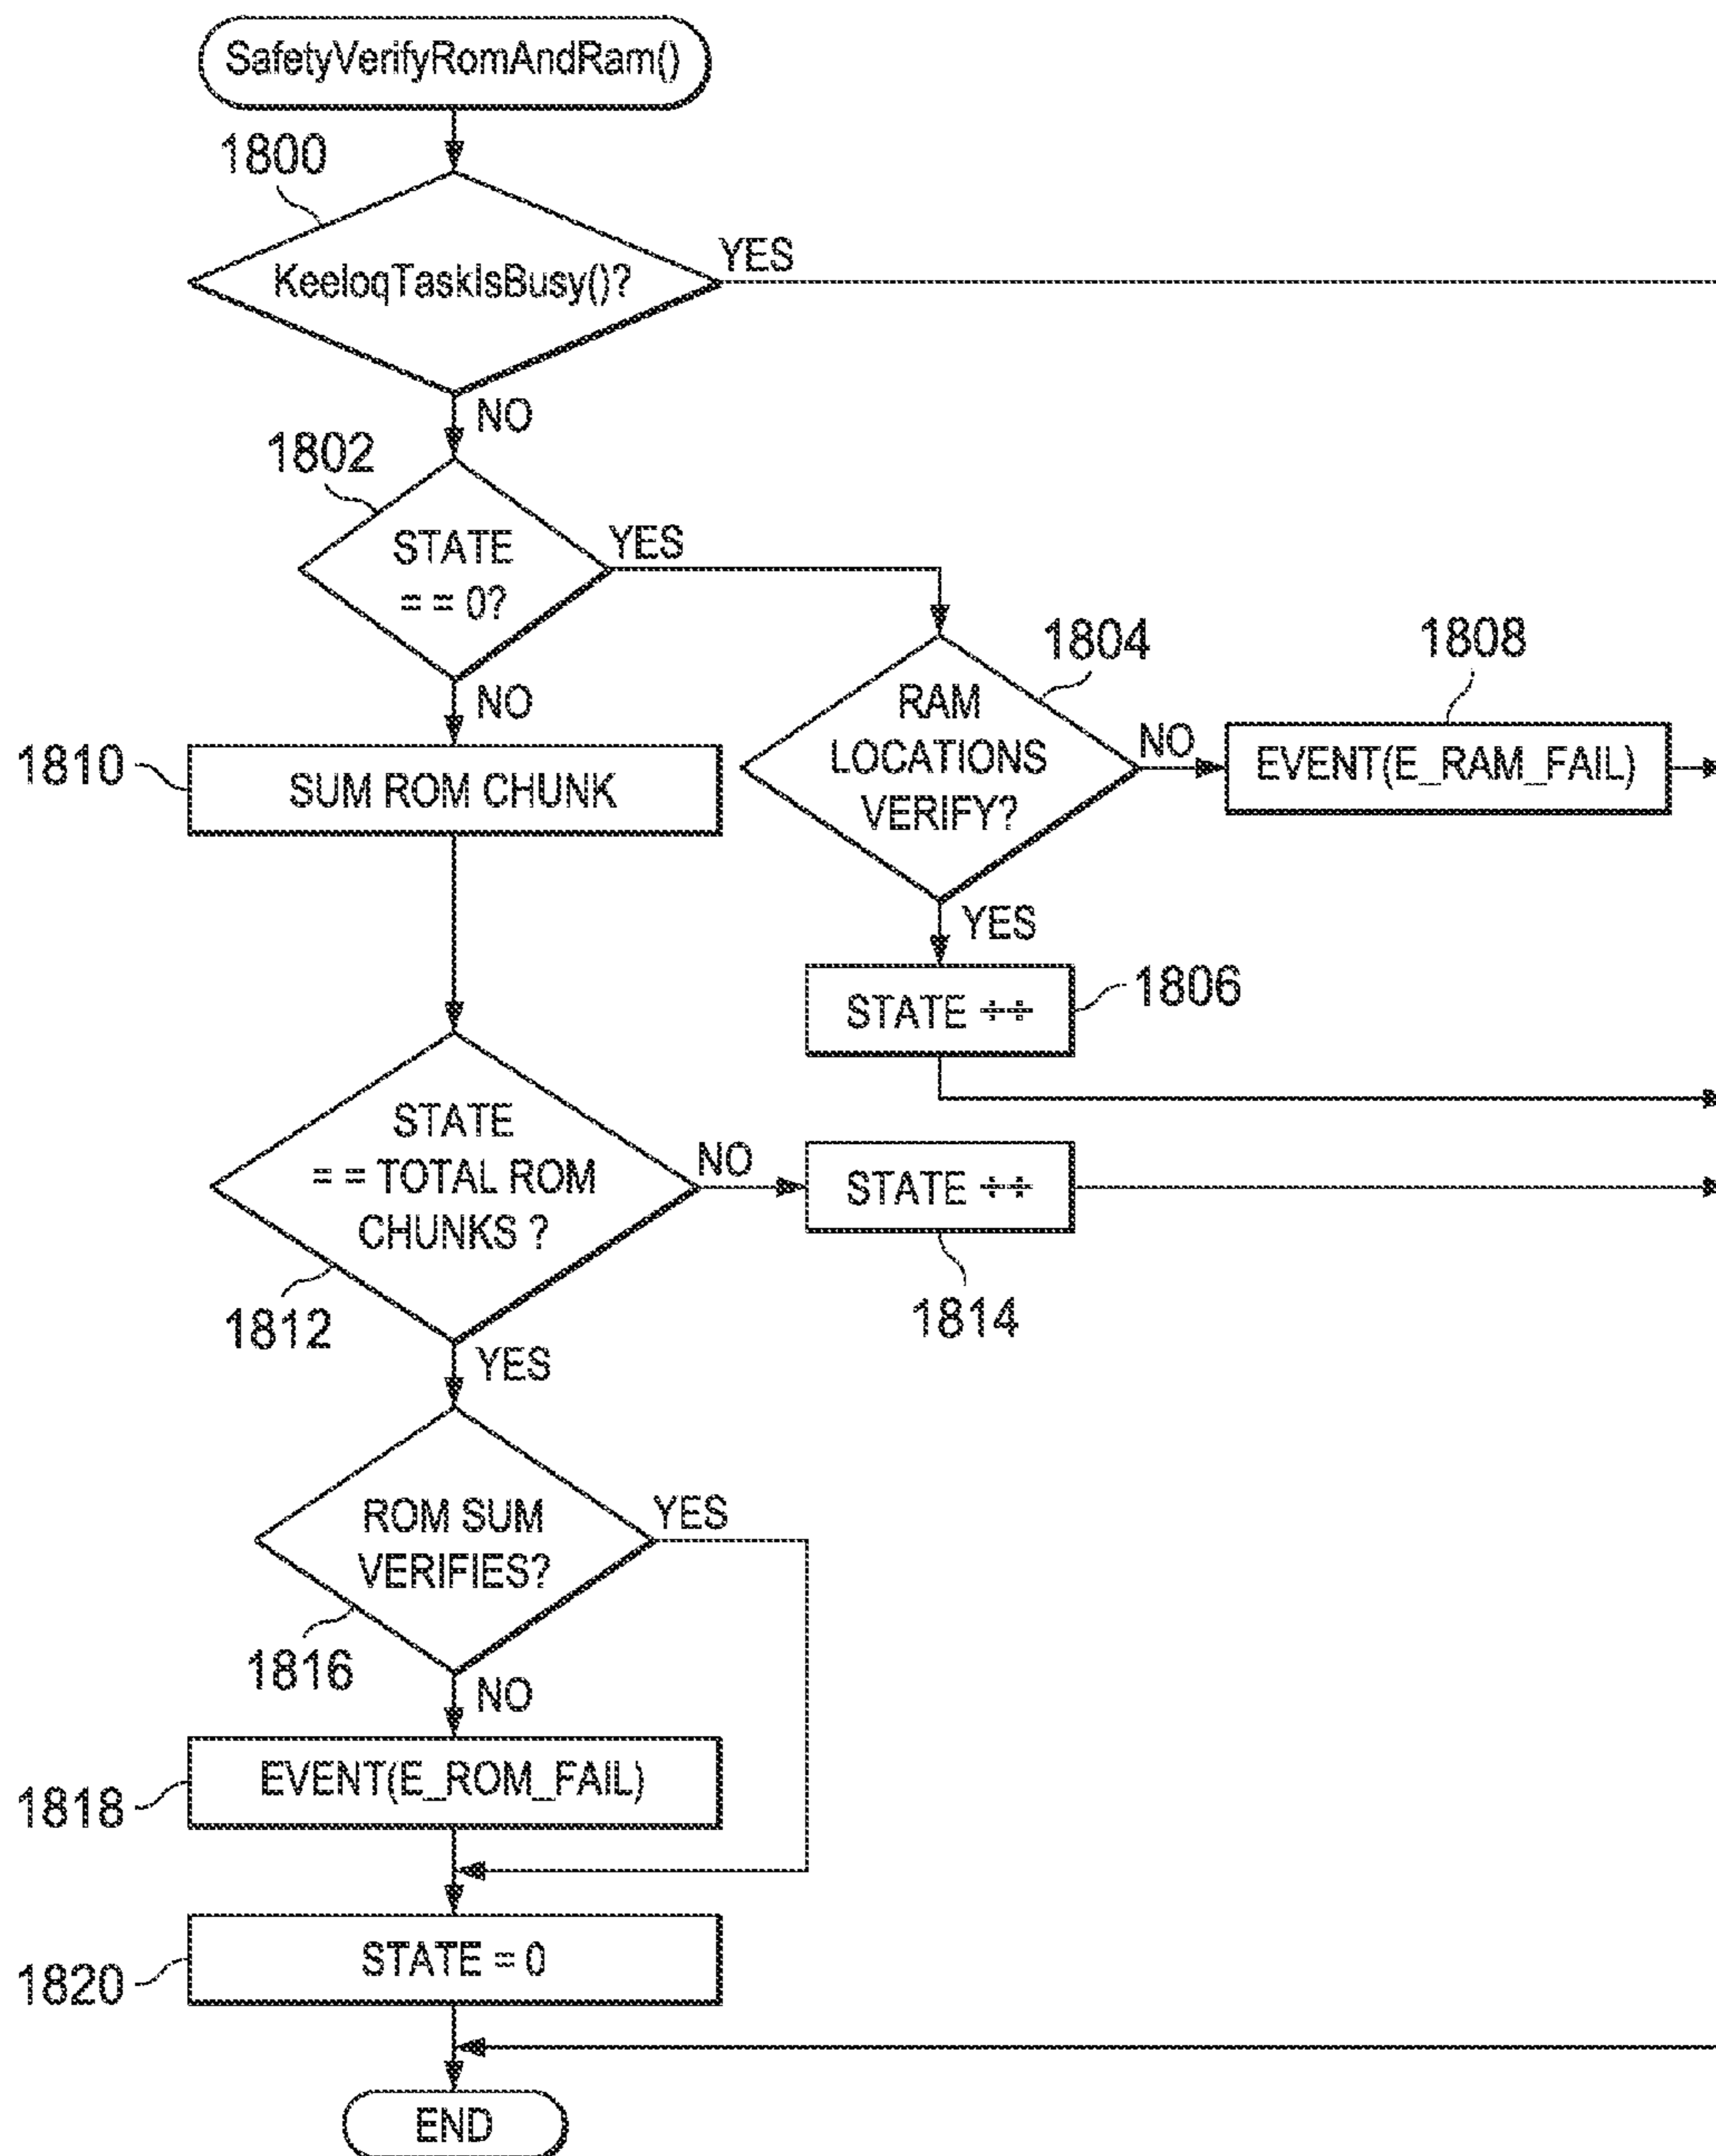 SafetyVerifyRomAndRam()
1800
KeeloqTaskIsBusy()?
YES
NO
1802
STATE
= = 0?
YES
NO
1804
RAM
LOCATIONS
VERIFY?
NO
1808
EVENT(E_RAM_FAIL)
1810
SUM ROM CHUNK
YES
STATE ++
1806
STATE
= = TOTAL ROM
CHUNKS ?
NO
STATE ++
1812
1814
YES
ROM SUM
VERIFIES?
YES
1816
NO
EVENT(E_ROM_FAIL)
1818
STATE = 0
1820
END